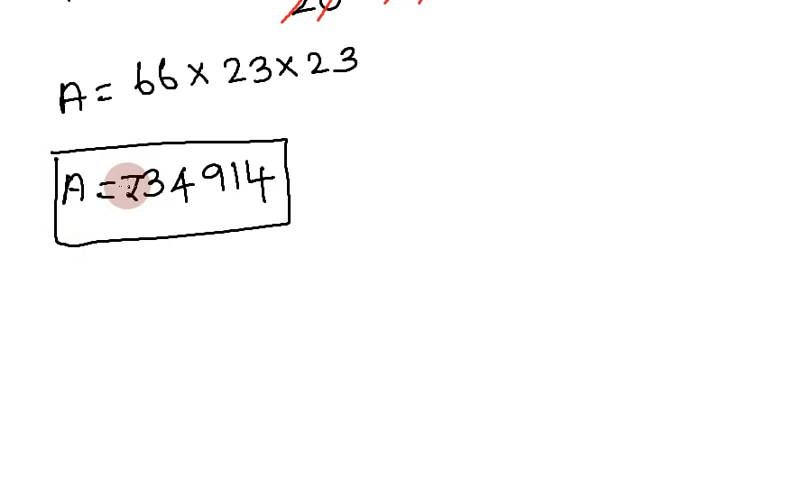 A = 66 × 23 × 23
A = ₹34914